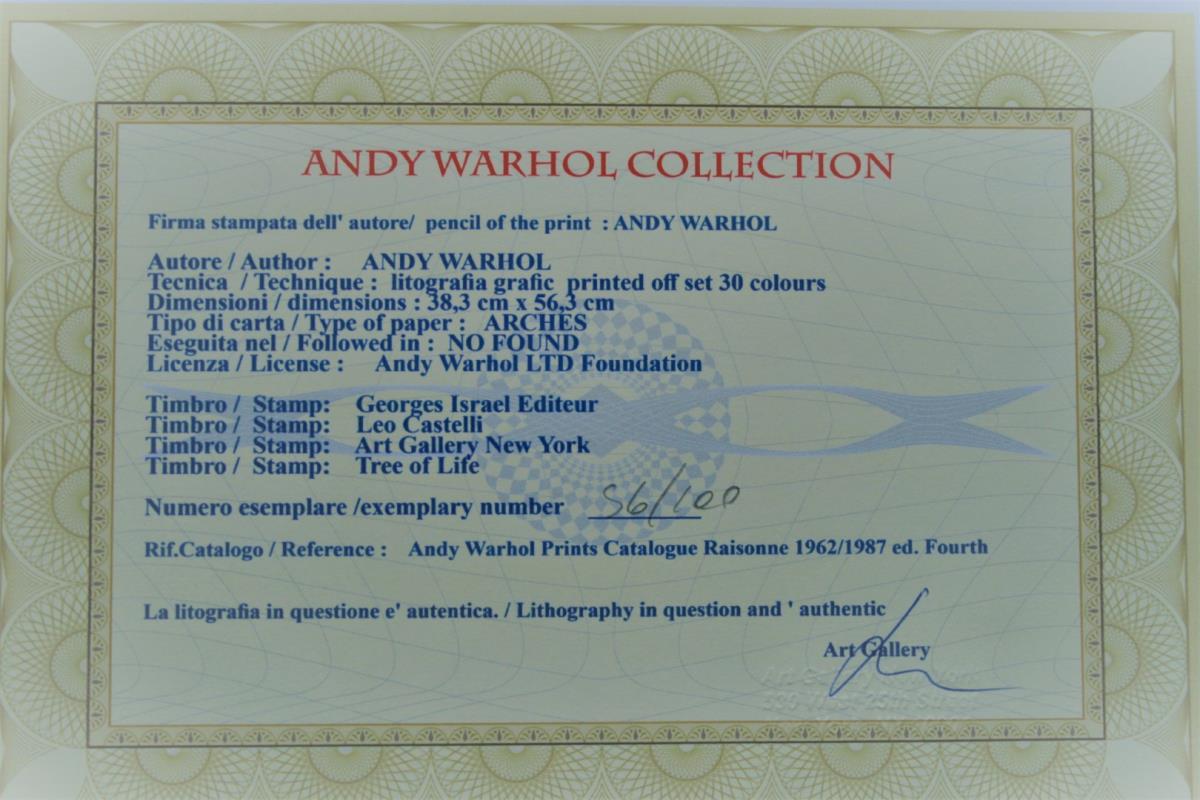 ANDY WARHOL COLLECTION
Firma stampata dell' autore/ pencil of the print : ANDY WARHOL
Autore / Author : ANDY WARHOL
Tecnica / Technique : litografia grafic printed off set 30 colours
Dimensioni / dimensions : 38,3 cm x 56,3 cm
Tipo di carta / Type of paper : ARCHES
Eseguita nel / Followed in : NO FOUND
Licenza / License : Andy Warhol LTD Foundation
Timbro / Stamp: Georges Israel Editeur
Timbro / Stamp: Leo Castelli
Timbro / Stamp: Art Gallery New York
Timbro / Stamp: Tree of Life
Numero esemplare /exemplary number 56/100
Rif.Catalogo / Reference : Andy Warhol Prints Catalogue Raisonne 1962/1987 ed. Fourth
La litografia in questione e' autentica. / Lithography in question and ' authentic
Art Gallery
Art
West 25th Street